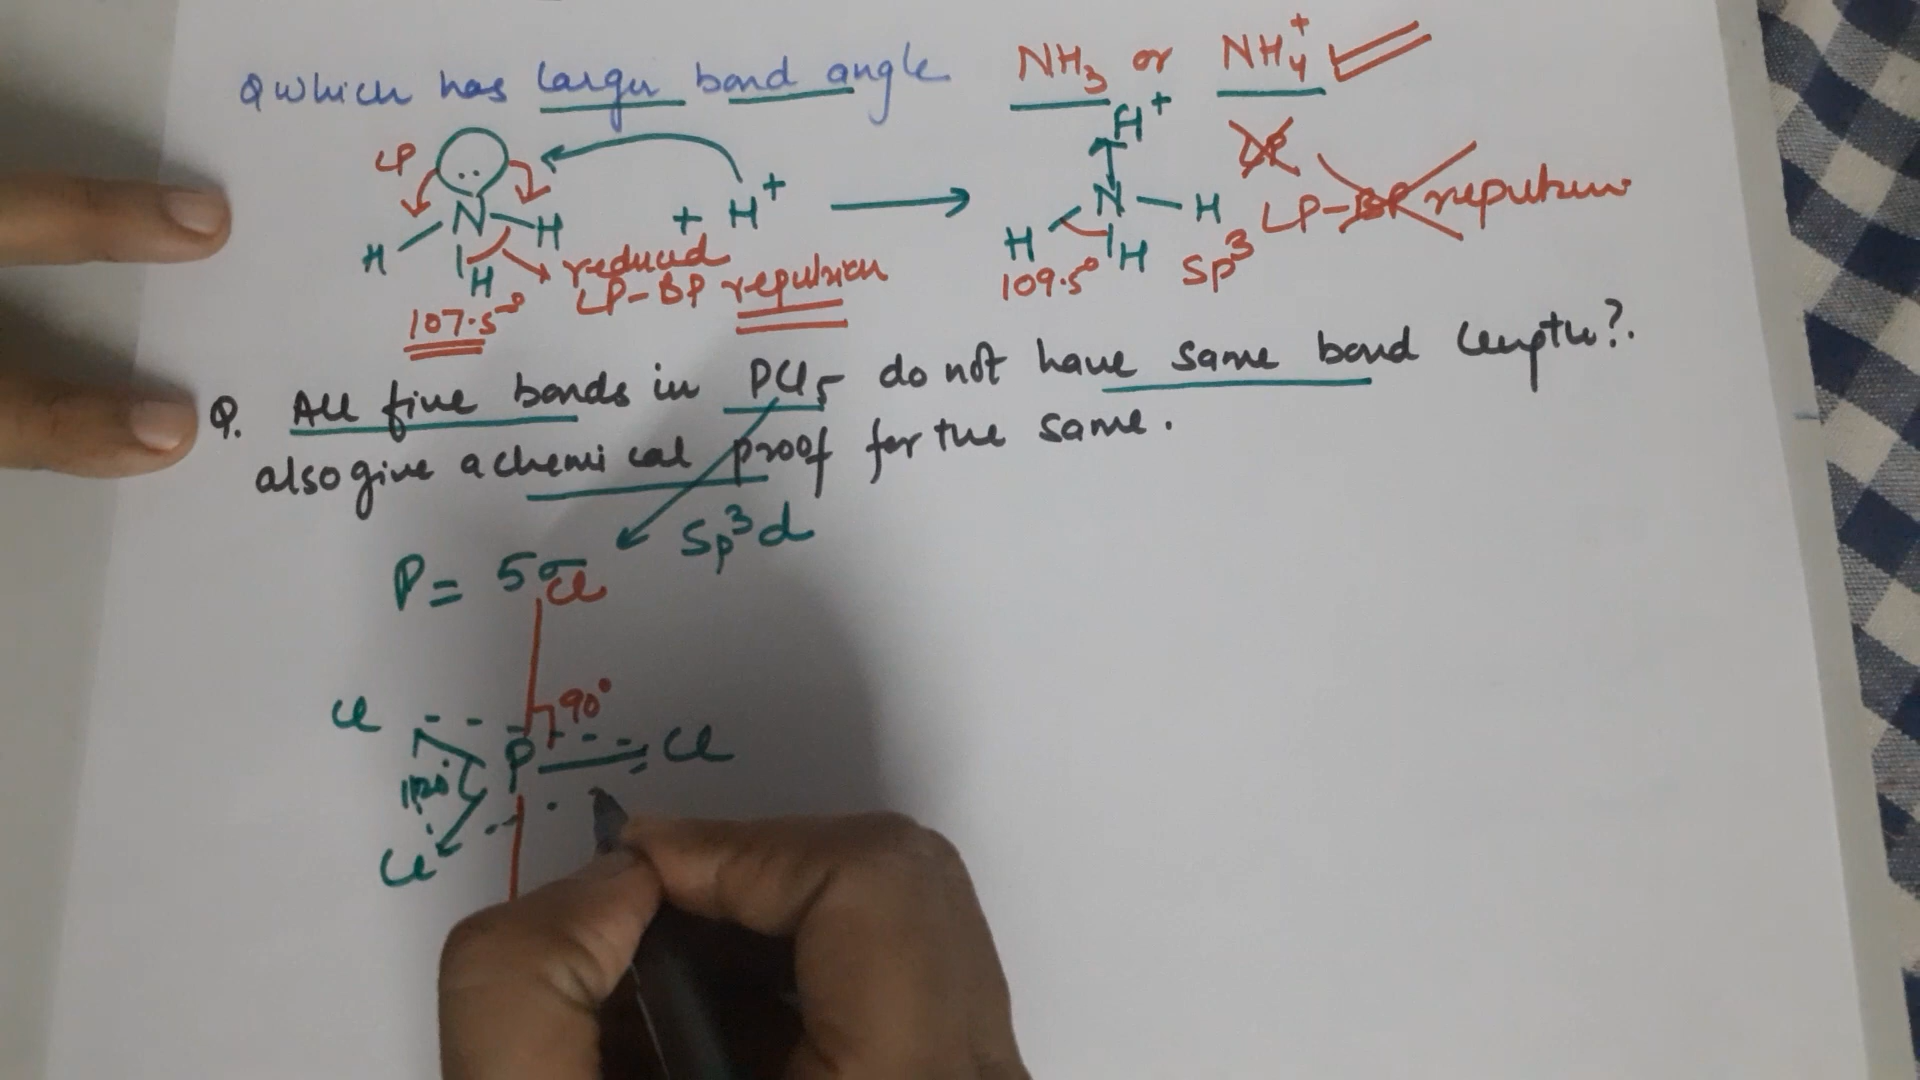 Q Which has larger bond angle NH3 or NH4+
LP .. H+
N H + H+ N H LP LP-BP repulsion
H H reduced H H sp3
107.5° LP-BP repulsion 109.5°
Q. All five bonds in PCl5 do not have same bond length?.
also give a chemical proof for the same.
P = 5σ sp3d
Cl
90°
Cl P Cl
120°
Cl